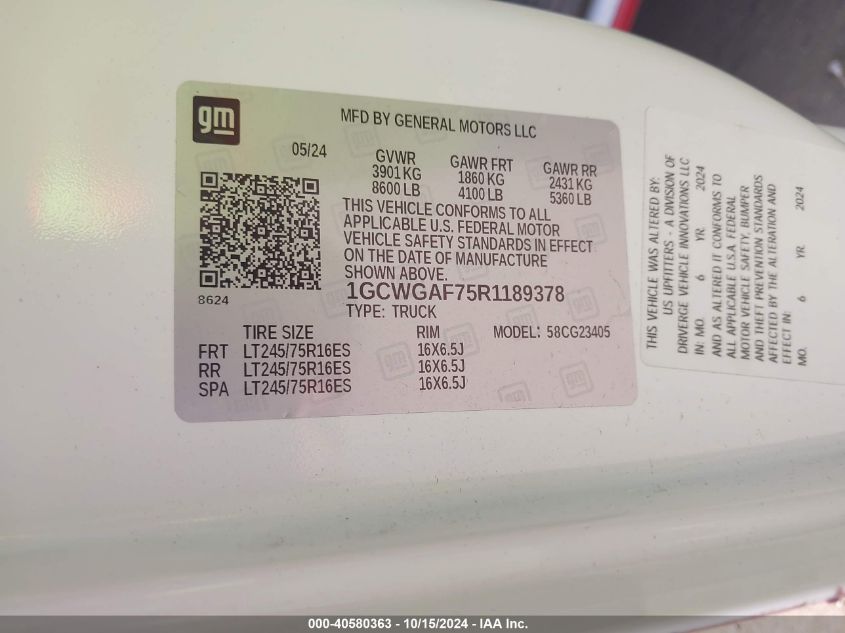 gm
MFD BY GENERAL MOTORS LLC
05/24
GVWR GAWR FRT GAWR RR
3901 KG 1860 KG 2431 KG
8600 LB 4100 LB 5360 LB
THIS VEHICLE CONFORMS TO ALL
APPLICABLE U.S. FEDERAL MOTOR
VEHICLE SAFETY STANDARDS IN EFFECT
ON THE DATE OF MANUFACTURE
SHOWN ABOVE.
8624
1GCWGAF75R1189378
TYPE: TRUCK
TIRE SIZE RIM MODEL: 58CG23405
FRT LT245/75R16ES 16X6.5J
RR LT245/75R16ES 16X6.5J
SPA LT245/75R16ES 16X6.5J
THIS VEHICLE WAS ALTERED BY:
US UPFITTERS - A DIVISION OF
DRIVERGE VEHICLE INNOVATIONS LLC
IN: MO. 6 YR. 2024
AND AS ALTERED IT CONFORMS TO
ALL APPLICABLE U.S.A. FEDERAL
MOTOR VEHICLE SAFETY, BUMPER
AND THEFT PREVENTION STANDARDS
AFFECTED BY THE ALTERATION AND
EFFECT IN:
MO. 6 YR. 2024
000-40580363 - 10/15/2024 - IAA Inc.